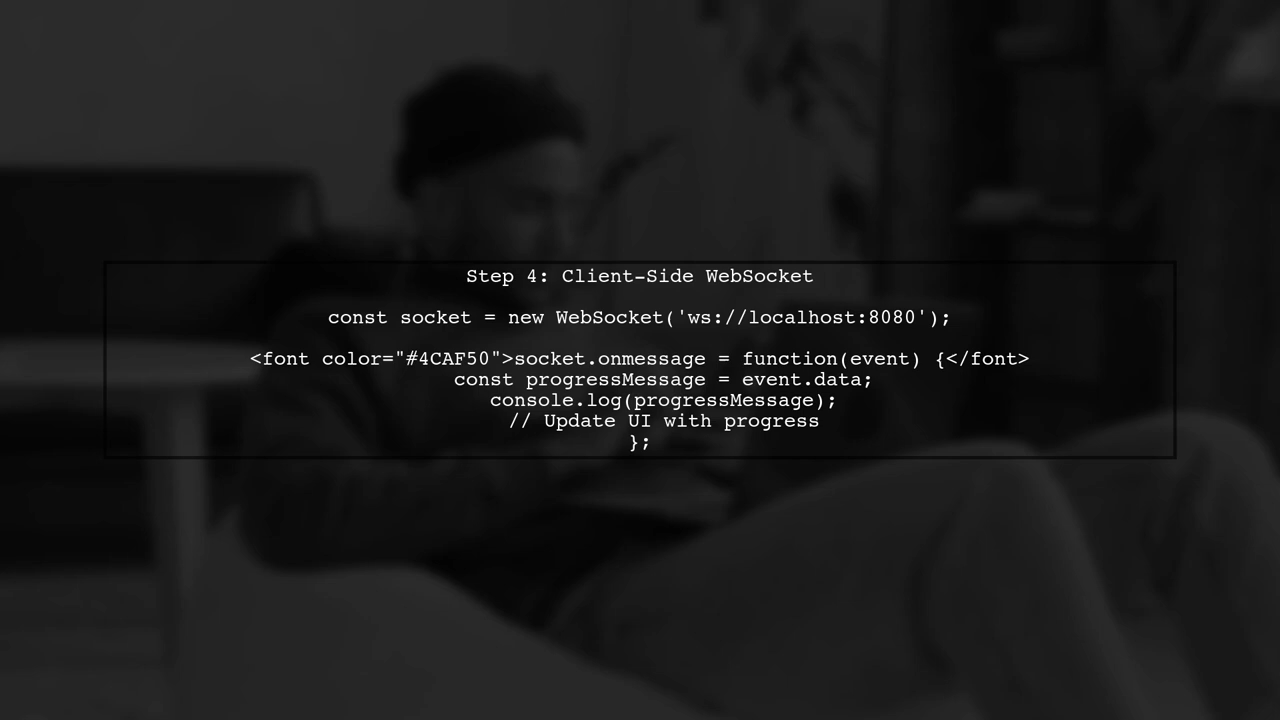 Step 4: Client-Side WebSocket
const socket = new WebSocket('ws://localhost:8080');
<font color="#4CAF50">socket.onmessage = function(event) {</font>
const progressMessage = event.data;
console.log(progressMessage);
// Update UI with progress
};